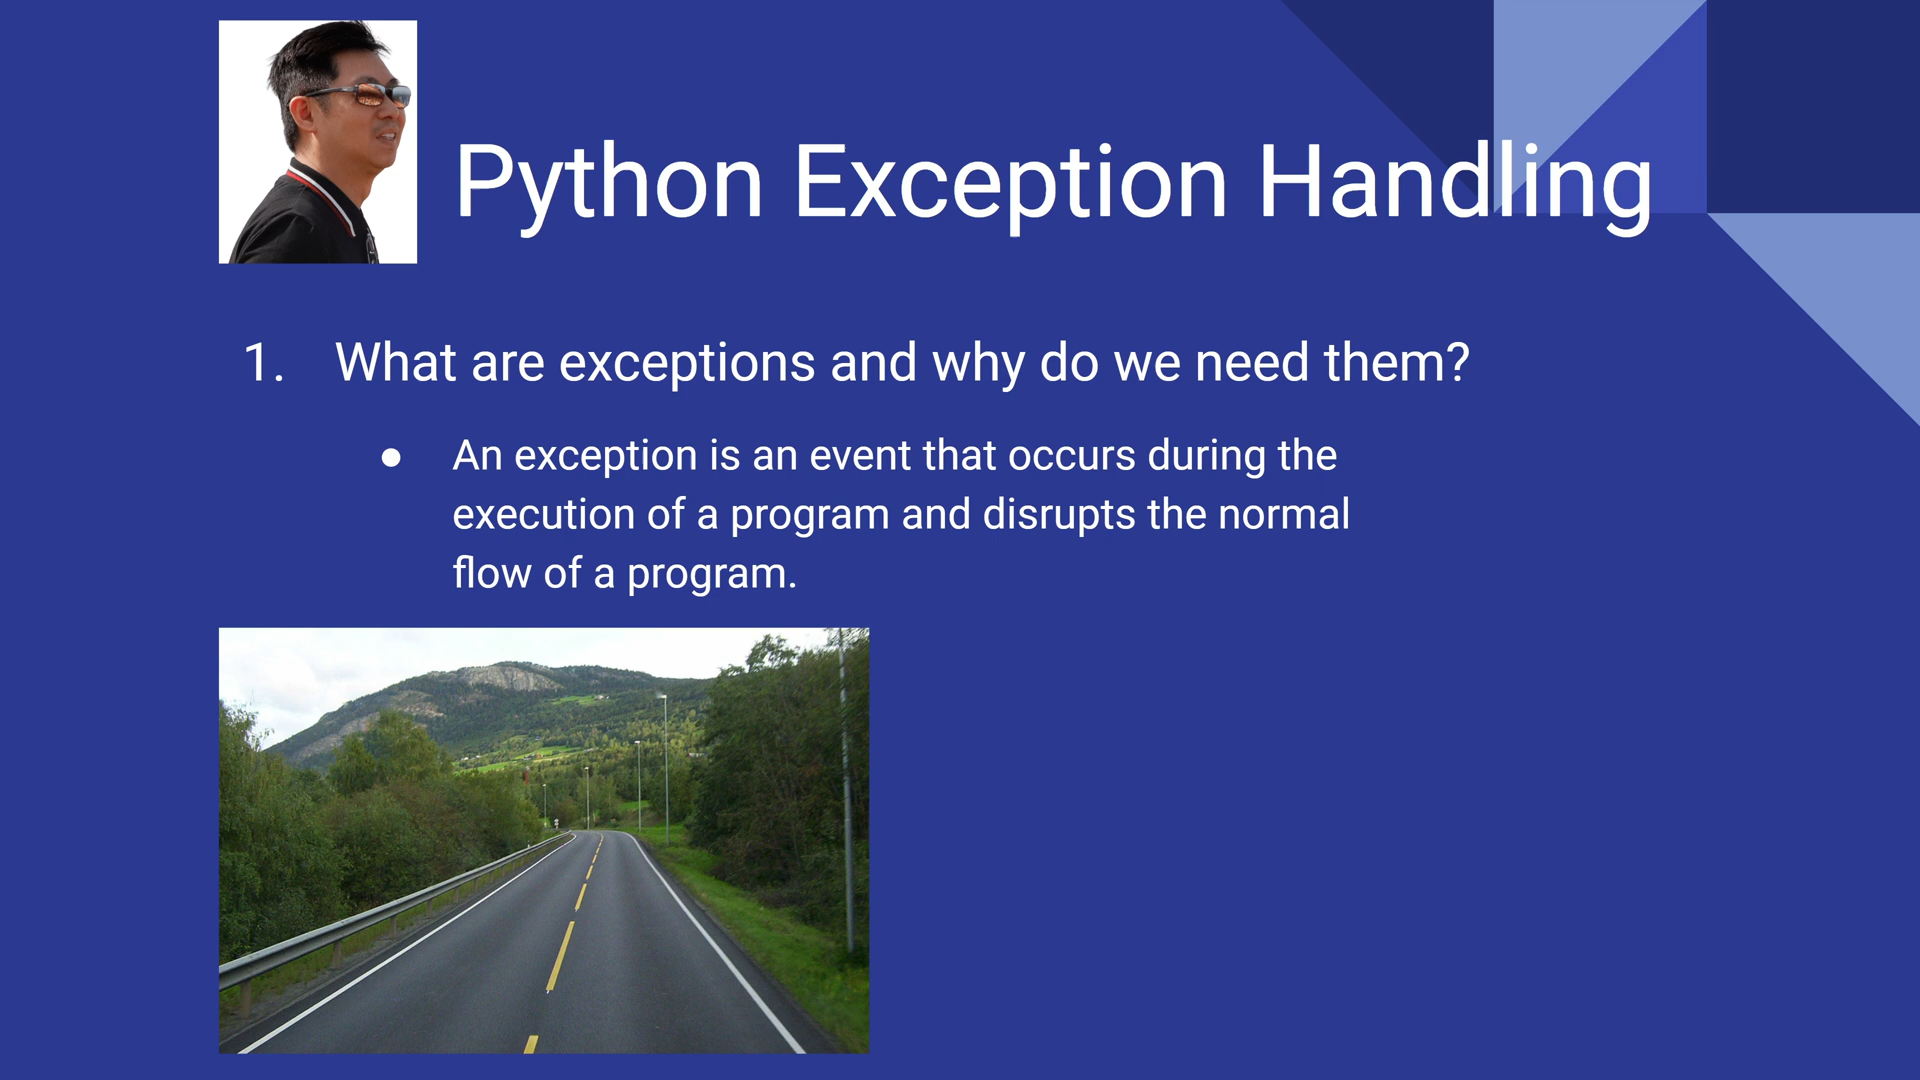 Python Exception Handling
1. What are exceptions and why do we need them?
● An exception is an event that occurs during the
execution of a program and disrupts the normal
flow of a program.